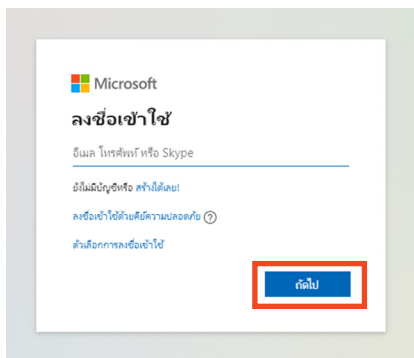 Microsoft
ลงชื่อเข้าใช้
อีเมล โทรศัพท์ หรือ Skype
ยังไม่มีบัญชีหรือ สร้างได้เลย!
ลงชื่อเข้าใช้ด้วยคีย์ความปลอดภัย ?
ตัวเลือกการลงชื่อเข้าใช้
ถัดไป